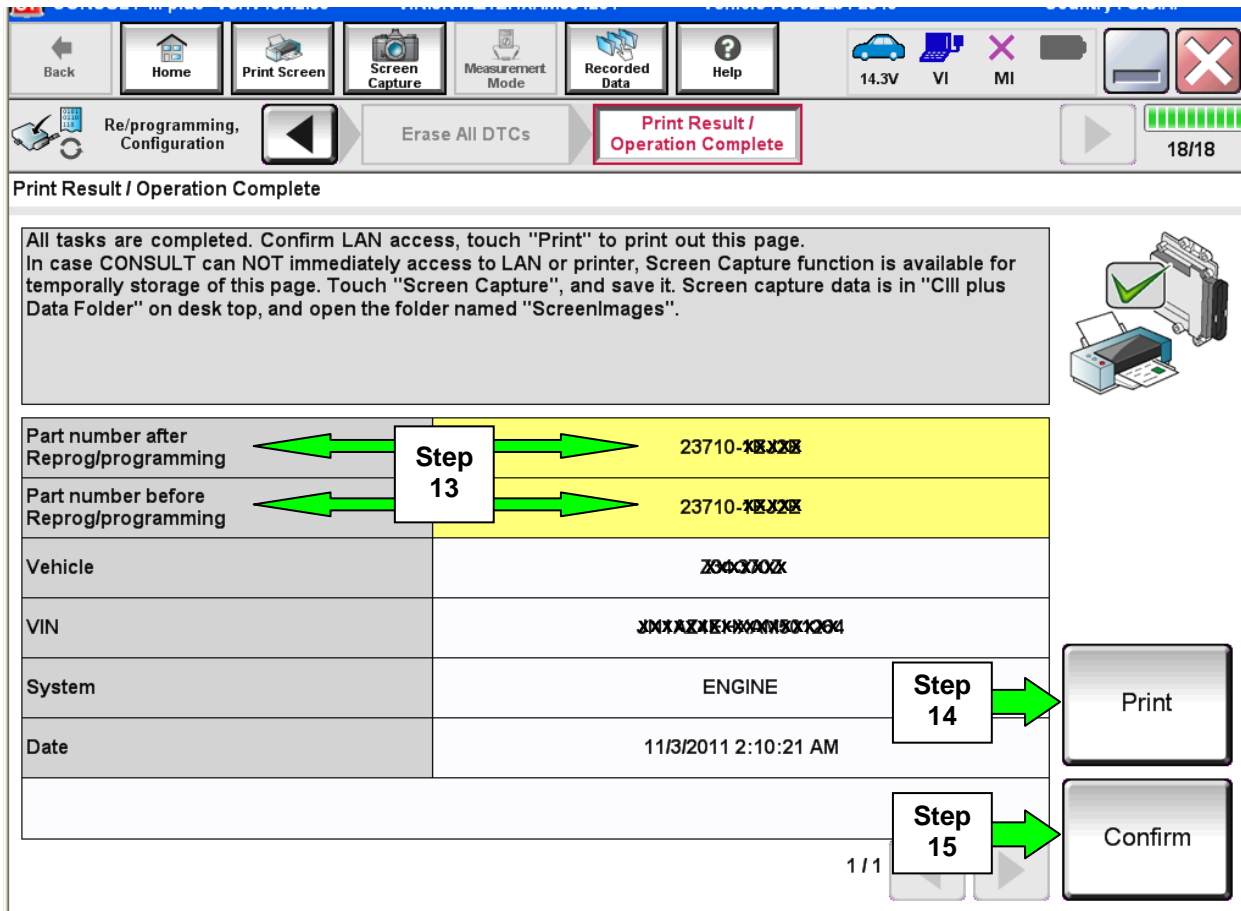 Back
Home
Print Screen
Screen
Capture
Measurement
Mode
Recorded
Data
Help
14.3V
VI
MI
Re/programming,
Configuration
Erase All DTCs
Print Result /
Operation Complete
18/18
Print Result / Operation Complete
All tasks are completed. Confirm LAN access, touch "Print" to print out this page.
In case CONSULT can NOT immediately access to LAN or printer, Screen Capture function is available for
temporally storage of this page. Touch "Screen Capture", and save it. Screen capture data is in "CIII plus
Data Folder" on desk top, and open the folder named "ScreenImages".
Part number after
Reprog/programming
Step
13
23710-
Part number before
Reprog/programming
23710-
Vehicle
VIN
System
ENGINE
Step
14
Print
Date
11/3/2011 2:10:21 AM
Step
15
Confirm
1 / 1